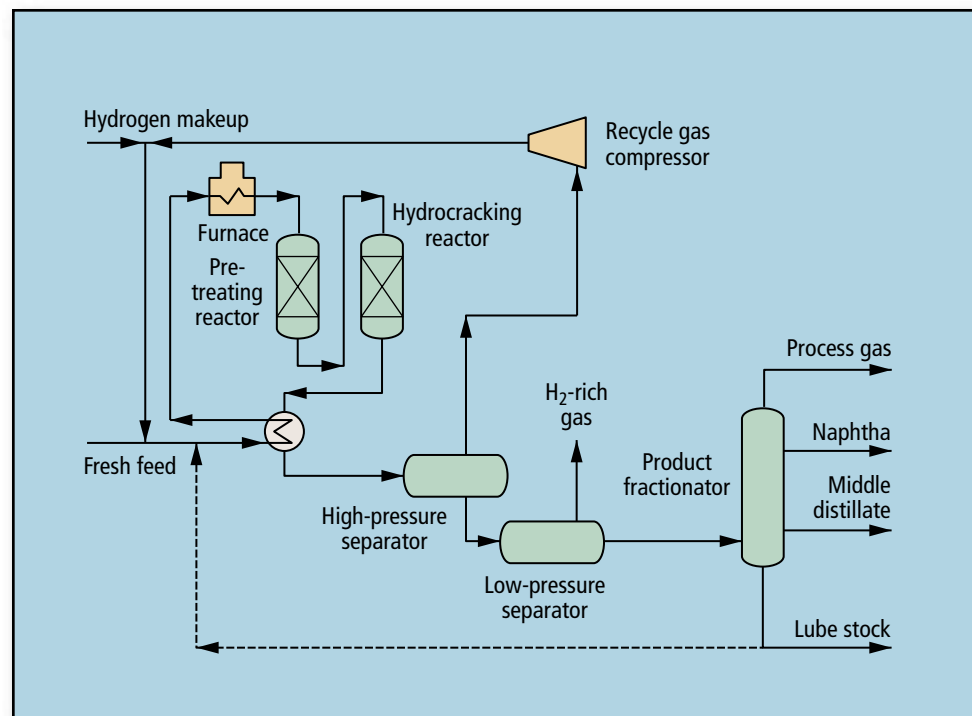 Hydrogen makeup
Recycle gas
compressor
Furnace
Hydrocracking
reactor
Pre-
treating
reactor
Process gas
H₂-rich
gas
Naphtha
Fresh feed
Product
fractionator
Middle
distillate
High-pressure
separator
Low-pressure
separator
Lube stock